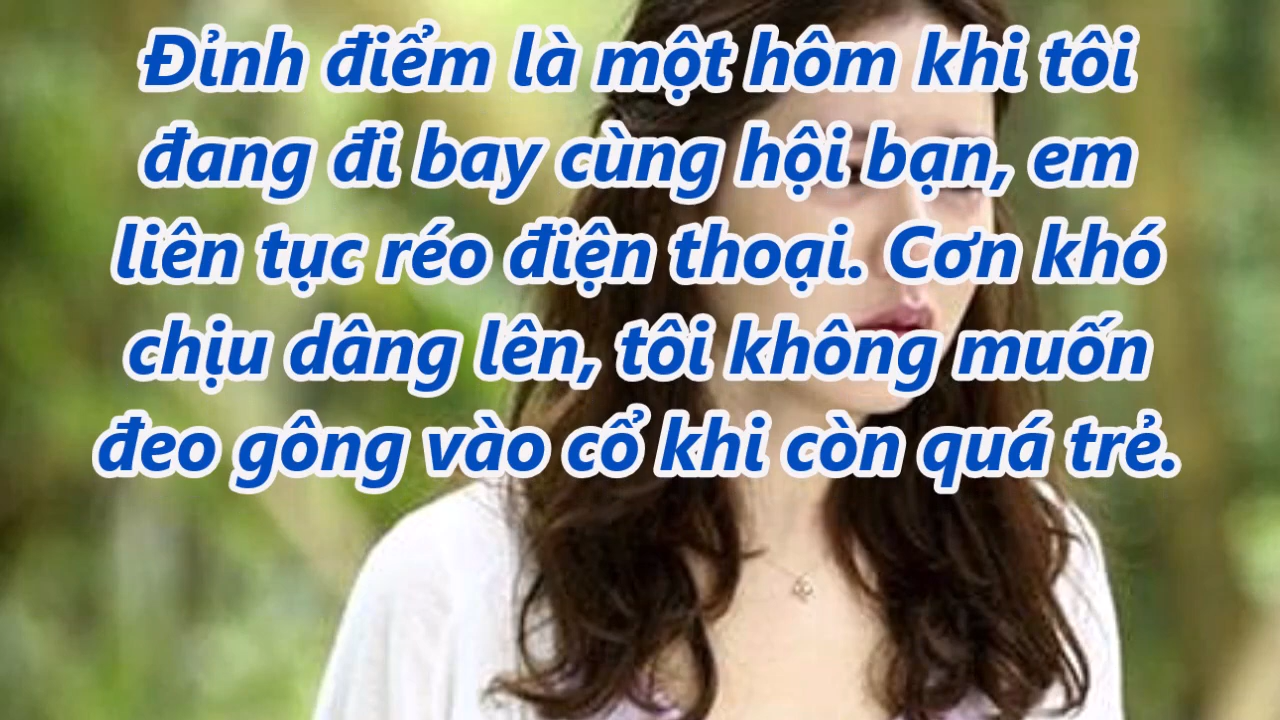 Đỉnh điểm là một hôm khi tôi
đang đi bay cùng hội bạn, em
liên tục réo điện thoại. Cơn khó
chịu dâng lên, tôi không muốn
đeo gông vào cổ khi còn quá trẻ.